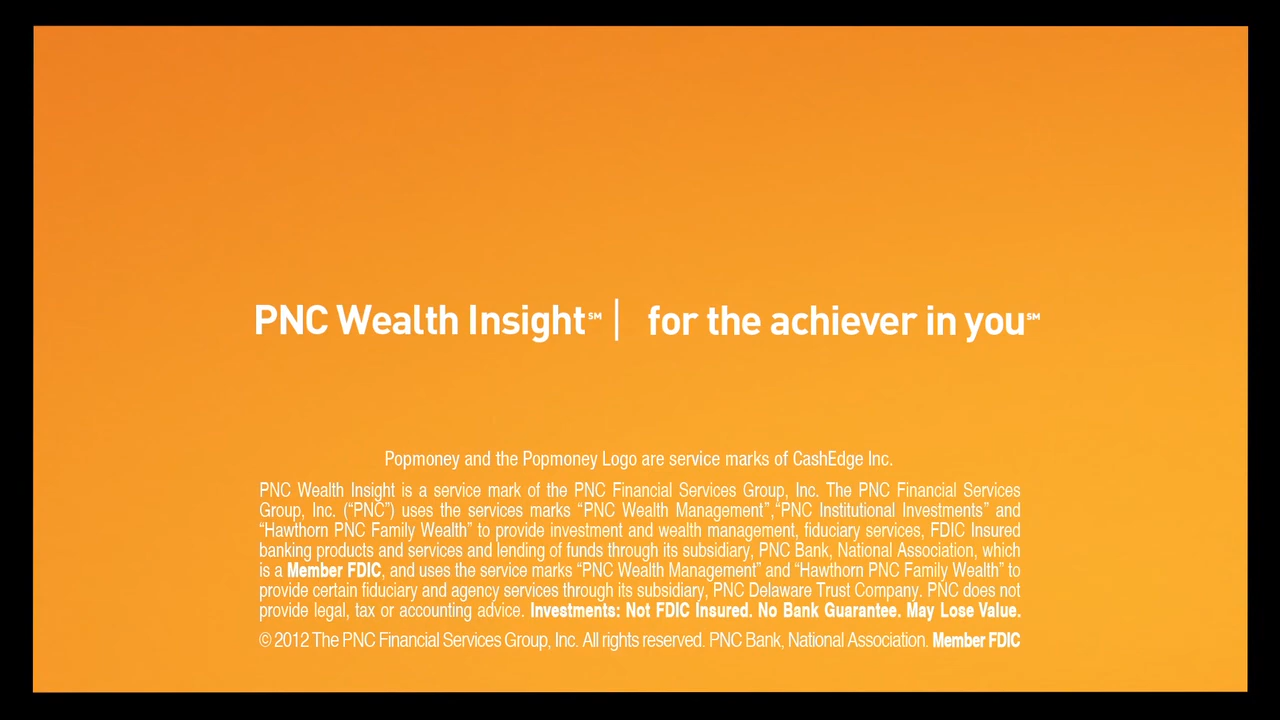 PNC Wealth Insight℠ | for the achiever in you℠
Popmoney and the Popmoney Logo are service marks of CashEdge Inc.
PNC Wealth Insight is a service mark of the PNC Financial Services Group, Inc. The PNC Financial Services
Group, Inc. (“PNC”) uses the services marks “PNC Wealth Management”,“PNC Institutional Investments” and
“Hawthorn PNC Family Wealth” to provide investment and wealth management, fiduciary services, FDIC Insured
banking products and services and lending of funds through its subsidiary, PNC Bank, National Association, which
is a Member FDIC, and uses the service marks “PNC Wealth Management” and “Hawthorn PNC Family Wealth” to
provide certain fiduciary and agency services through its subsidiary, PNC Delaware Trust Company. PNC does not
provide legal, tax or accounting advice. Investments: Not FDIC Insured. No Bank Guarantee. May Lose Value.
© 2012 The PNC Financial Services Group, Inc. All rights reserved. PNC Bank, National Association. Member FDIC